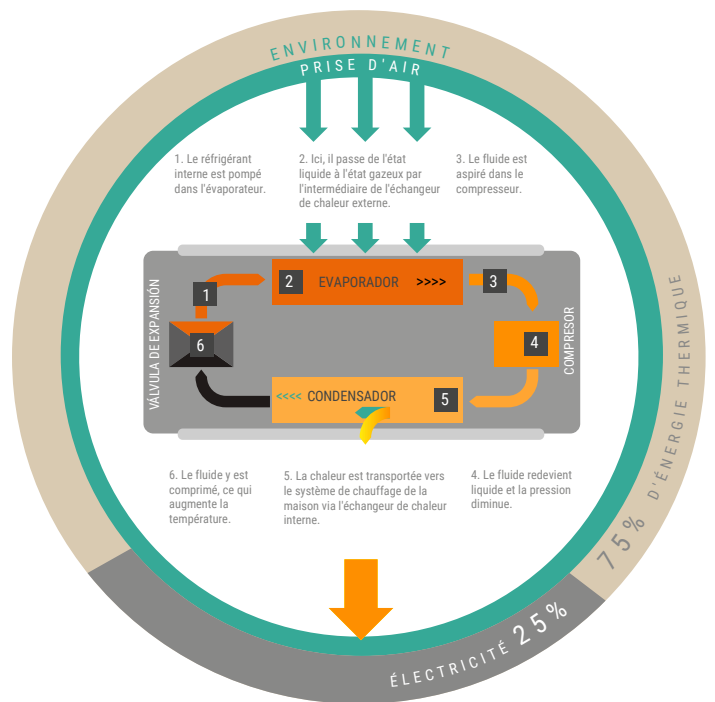 ENVIRONNEMENT
PRISE D'AIR
1. Le réfrigérant
interne est pompé
dans l'évaporateur.
2. Ici, il passe de l'état
liquide à l'état gazeux par
l'intermédiaire de l'échangeur
de chaleur externe.
3. Le fluide est
aspiré dans le
compresseur.
VÁLVULA DE EXPANSIÓN
1
2 EVAPORADOR >>>>
3
6
4
COMPRESOR
<<<< CONDENSADOR 5
6. Le fluide y est
comprimé, ce qui
augmente la
température.
5. La chaleur est transportée vers
le système de chauffage de la
maison via l'échangeur de chaleur
interne.
4. Le fluide redevient
liquide et la pression
diminue.
75% D'ÉNERGIE THERMIQUE
ÉLECTRICITÉ 25%